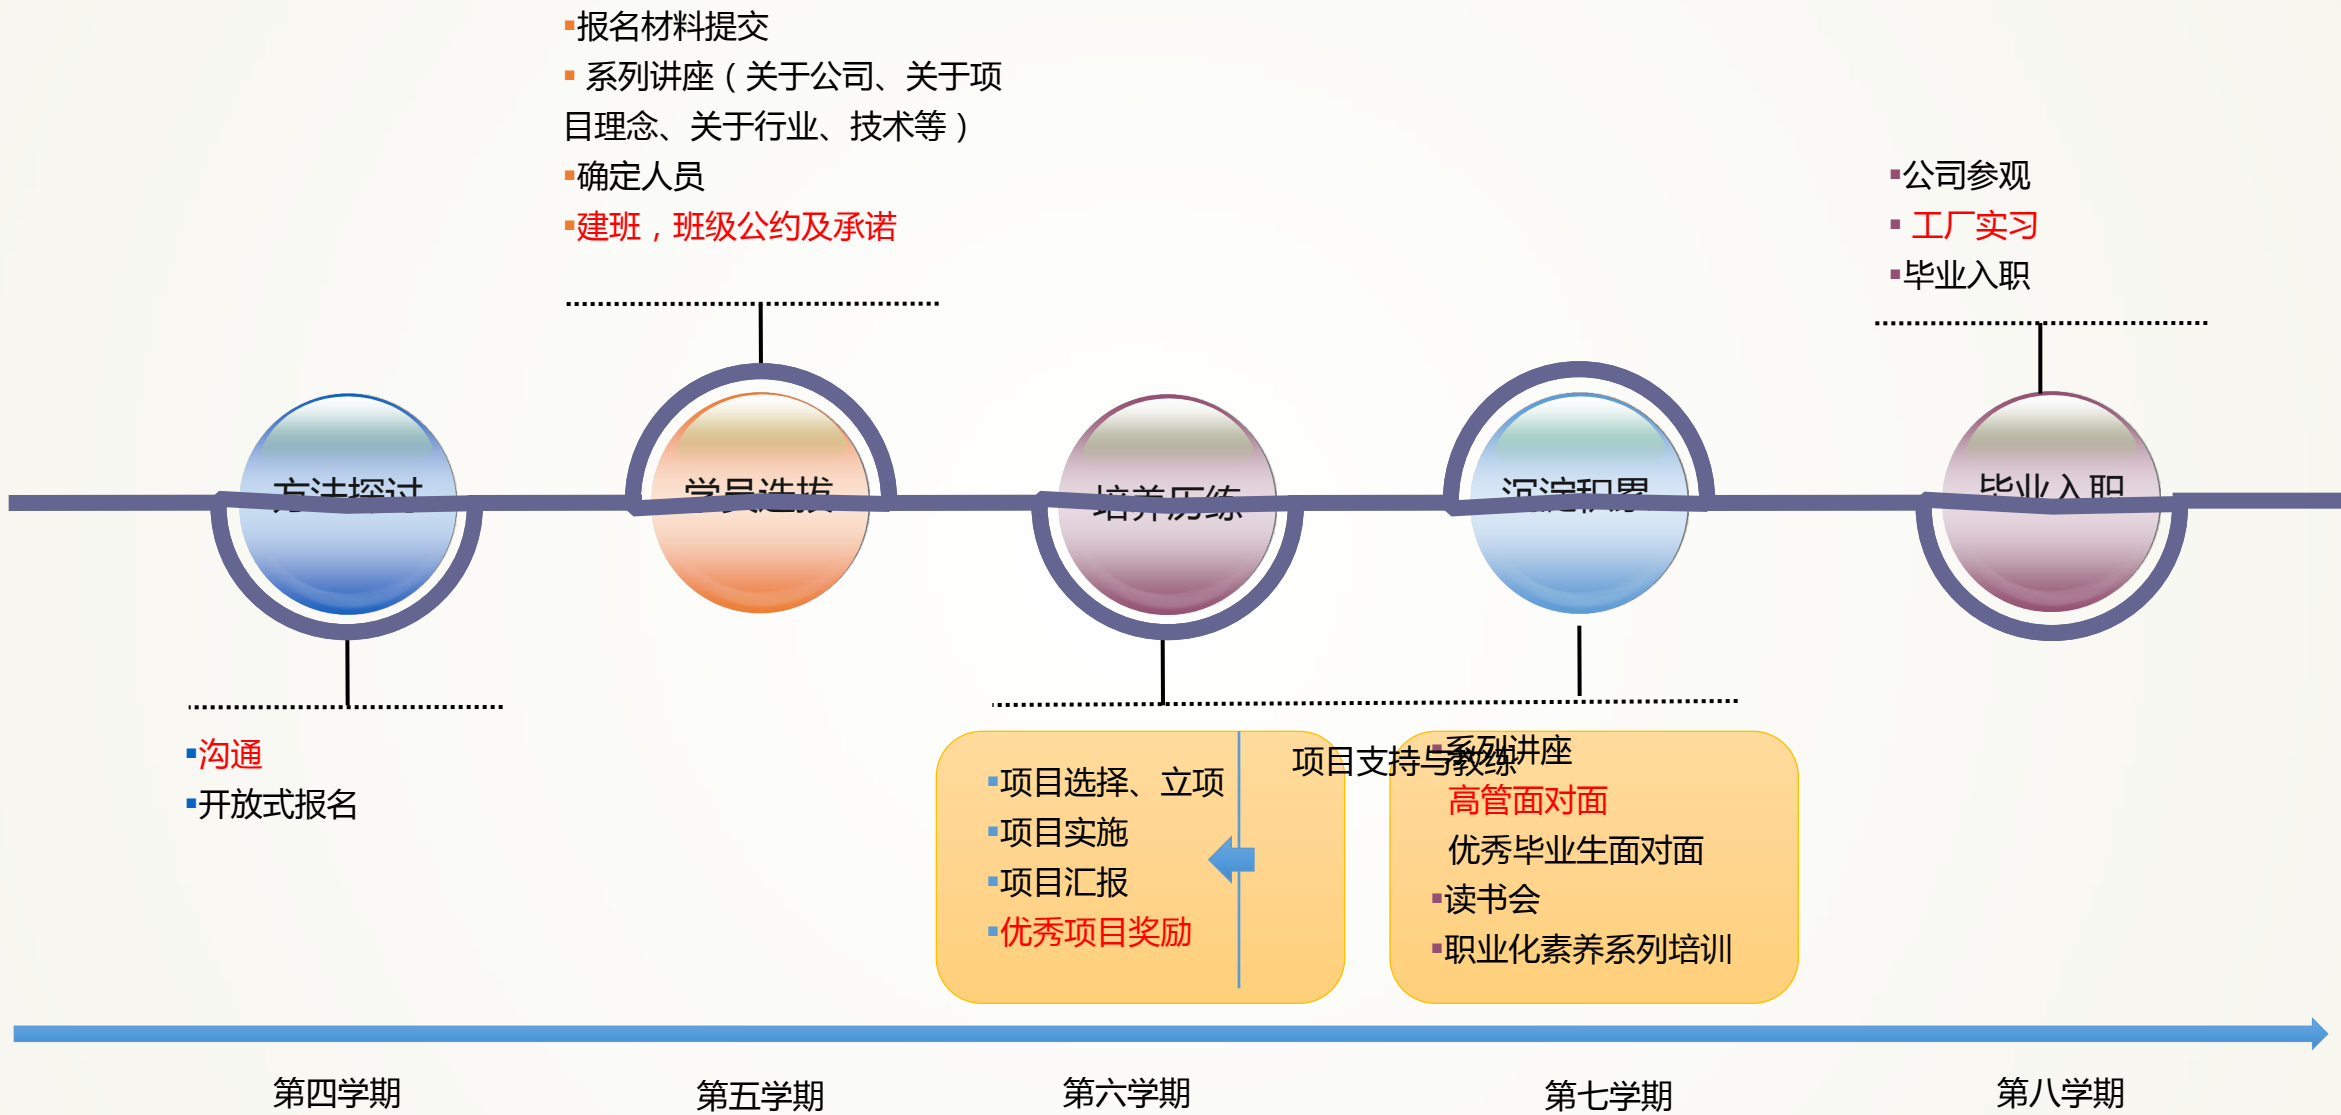 ▪报名材料提交
▪ 系列讲座（关于公司、关于项
目理念、关于行业、技术等）
▪确定人员
▪建班，班级公约及承诺
▪公司参观
▪ 工厂实习
▪毕业入职
方法探讨
学员选拔
培养历练
沉淀积累
毕业入职
▪沟通
▪开放式报名
▪项目选择、立项
▪项目实施
▪项目汇报
▪优秀项目奖励
项目支持与教练
▪系列讲座
高管面对面
优秀毕业生面对面
▪读书会
▪职业化素养系列培训
第四学期
第五学期
第六学期
第七学期
第八学期